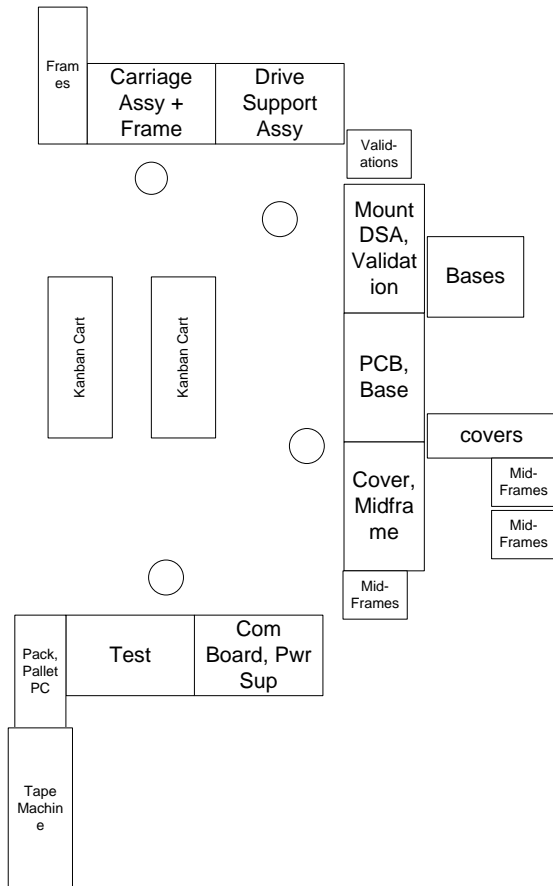 Fram
es
Carriage
Assy +
Frame
Drive
Support
Assy
Valid-
ations
Mount
DSA,
Validat
ion
Bases
Kanban Cart
Kanban Cart
PCB,
Base
covers
Cover,
Midfra
me
Mid-
Frames
Mid-
Frames
Mid-
Frames
Pack,
Pallet
PC
Test
Com
Board, Pwr
Sup
Tape
Machin
e